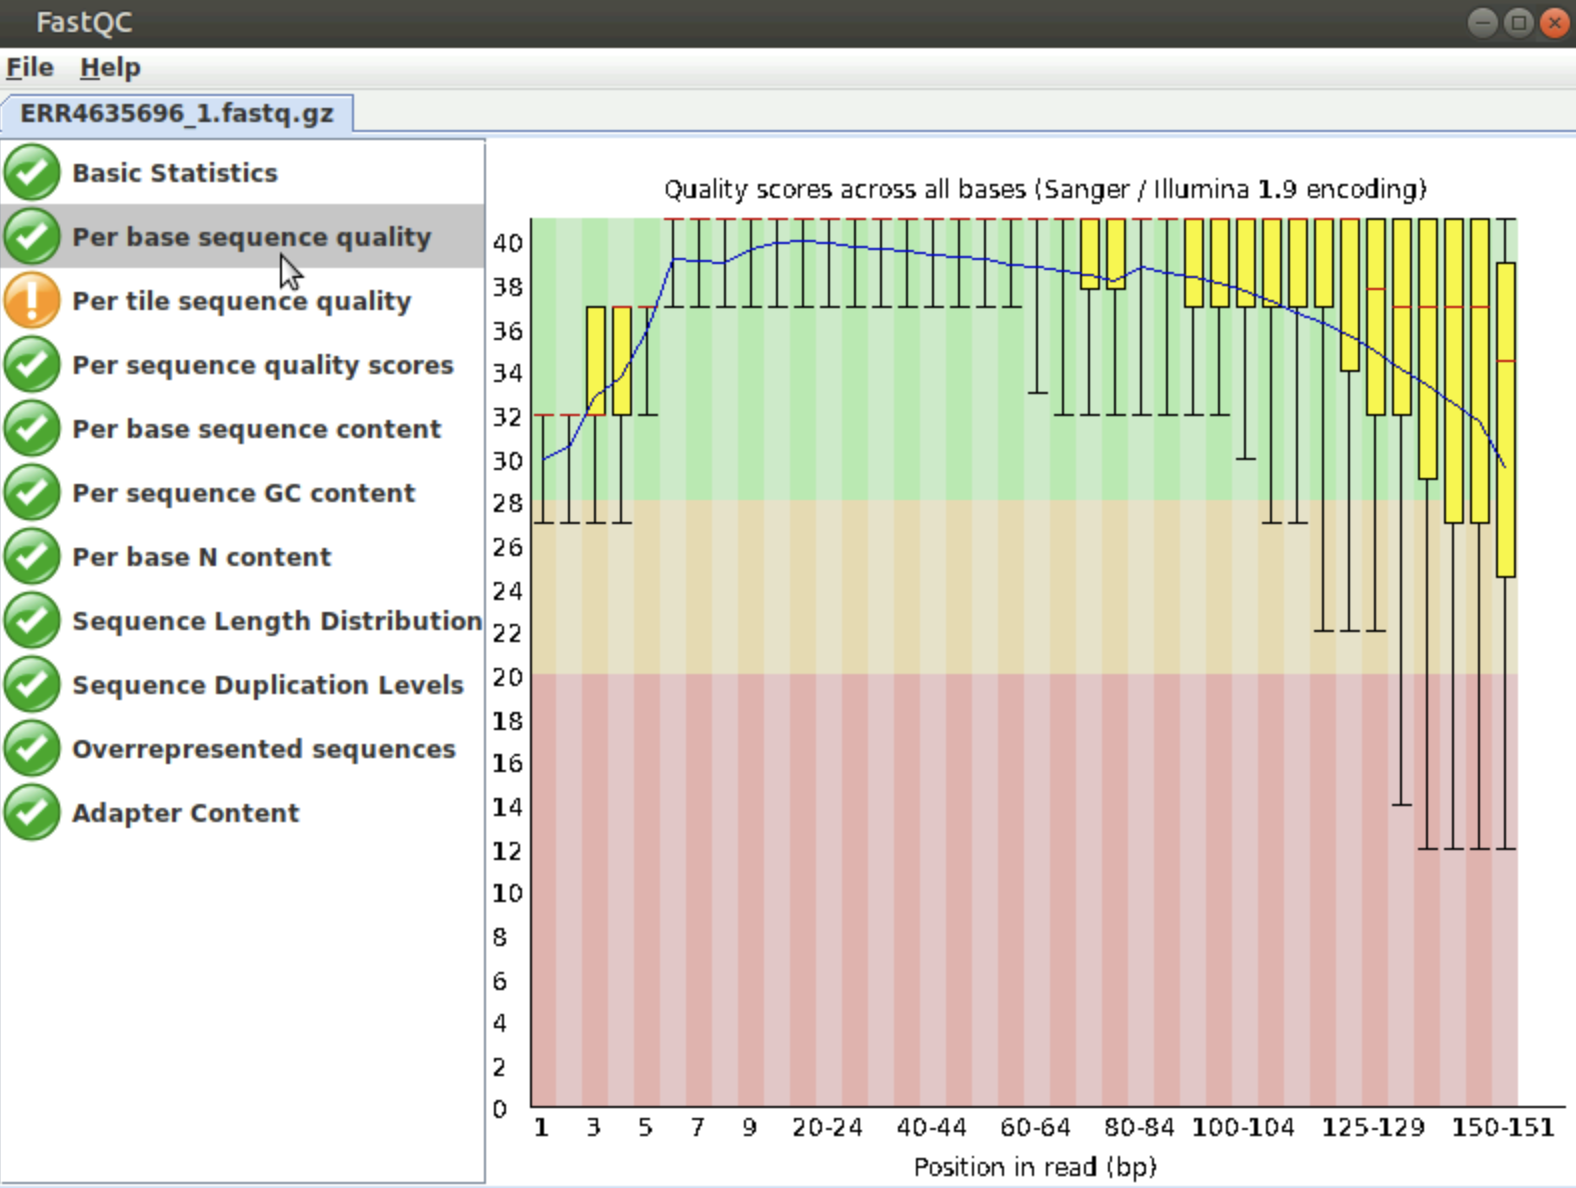 FastQC
File Help
ERR4635696_1.fastq.gz
Basic Statistics
Per base sequence quality
Per tile sequence quality
Per sequence quality scores
Per base sequence content
Per sequence GC content
Per base N content
Sequence Length Distribution
Sequence Duplication Levels
Overrepresented sequences
Adapter Content
Quality scores across all bases (Sanger / Illumina 1.9 encoding)
40
38
36
34
32
30
28
26
24
22
20
18
16
14
12
10
8
6
4
2
0
1 3 5 7 9 20-24 40-44 60-64 80-84 100-104 125-129 150-151
Position in read (bp)